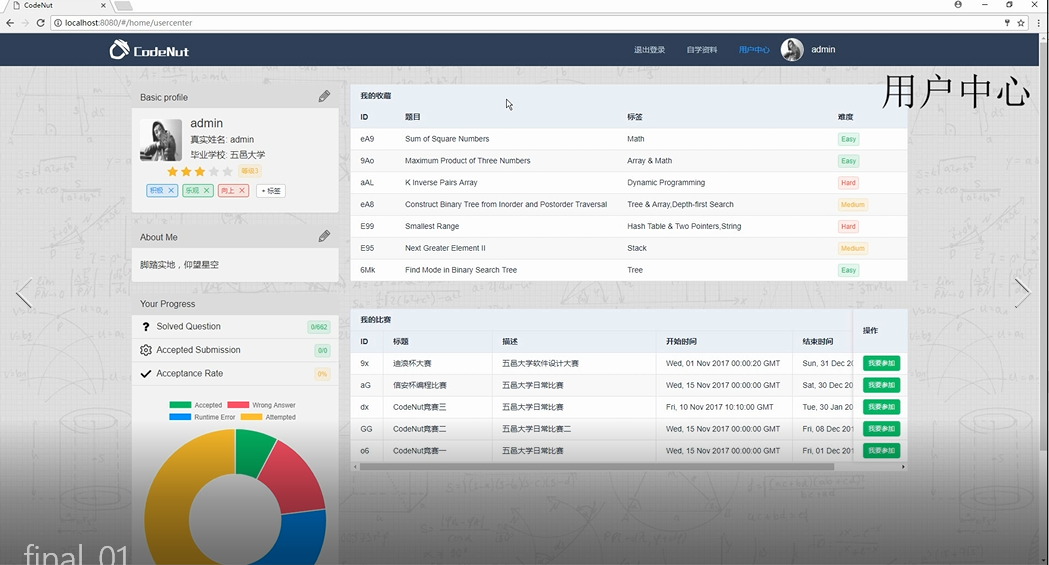 CodeNut
localhost:8080/#/home/usercenter
CodeNut
退出登录 自学资料 用户中心 admin
用户中心
Basic profile
admin
真实姓名: admin
毕业学校: 五邑大学
等级3
积极 × 乐观 × 向上 × + 标签
About Me
脚踏实地，仰望星空
Your Progress
Solved Question 0/662
Accepted Submission 0/0
Acceptance Rate 0%
Accepted Wrong Answer
Runtime Error Attempted
我的收藏
ID 题目 标签 难度
eA9 Sum of Square Numbers Math Easy
9Ao Maximum Product of Three Numbers Array & Math Easy
aAL K Inverse Pairs Array Dynamic Programming Hard
eA8 Construct Binary Tree from Inorder and Postorder Traversal Tree & Array,Depth-first Search Medium
E99 Smallest Range Hash Table & Two Pointers,String Hard
E95 Next Greater Element II Stack Medium
6Mk Find Mode in Binary Search Tree Tree Easy
我的比赛
ID 标题 描述 开始时间 结束时间 操作
9x 迪浪杯大赛 五邑大学软件设计大赛 Wed, 01 Nov 2017 00:00:20 GMT Sun, 31 Dec 20 我要参加
aG 信安杯编程比赛 五邑大学日常比赛 Wed, 15 Nov 2017 00:00:00 GMT Sat, 30 Dec 20 我要参加
dx CodeNut竞赛三 五邑大学日常比赛 Fri, 10 Nov 2017 10:10:00 GMT Tue, 30 Jan 20 我要参加
GG CodeNut竞赛二 五邑大学日常比赛二 Wed, 15 Nov 2017 00:00:00 GMT Fri, 08 Dec 201 我要参加
o6 CodeNut竞赛一 五邑大学日常比赛 Wed, 15 Nov 2017 00:00:00 GMT Fri, 01 Dec 201 我要参加
final_01